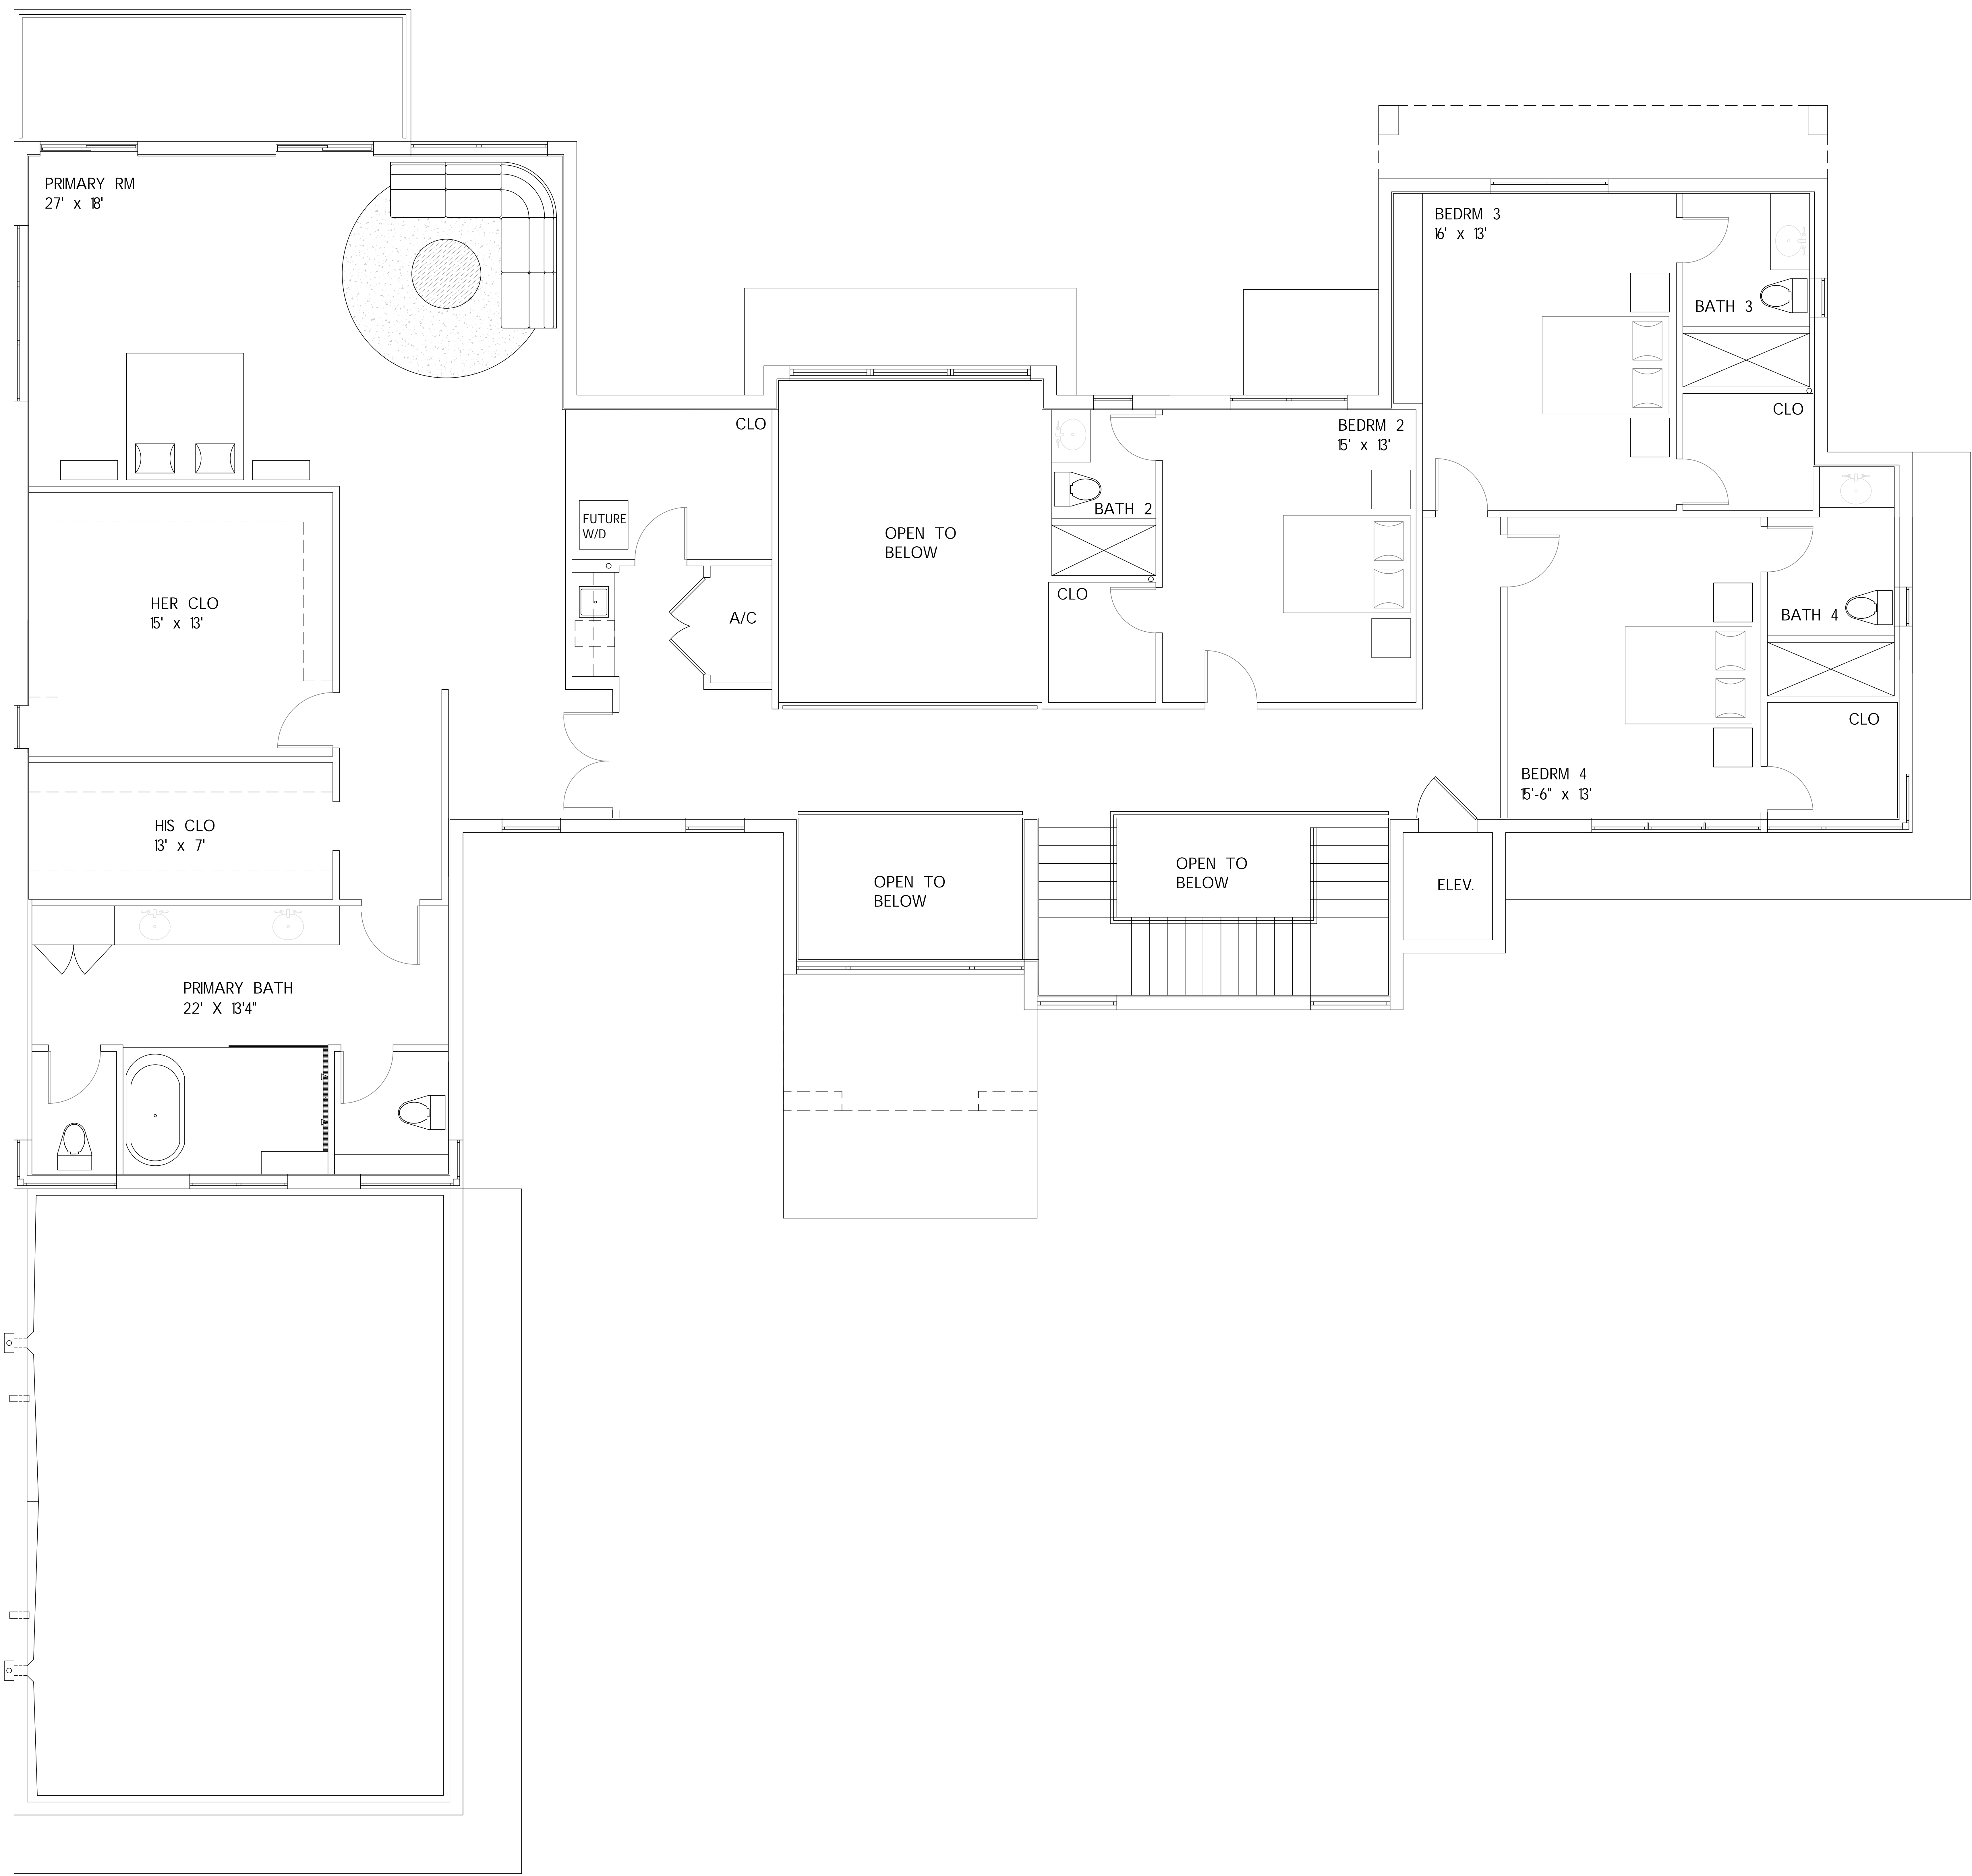 PRIMARY RM
27' x 18'
BEDRM 3
16' x 13'
BATH 3
CLO
CLO
BEDRM 2
15' x 13'
BATH 2
FUTURE
W/D
OPEN TO
BELOW
CLO
A/C
HER CLO
15' x 13'
BATH 4
CLO
BEDRM 4
15'-6" x 13'
HIS CLO
13' x 7'
OPEN TO
BELOW
OPEN TO
BELOW
ELEV.
PRIMARY BATH
22' X 13'4"